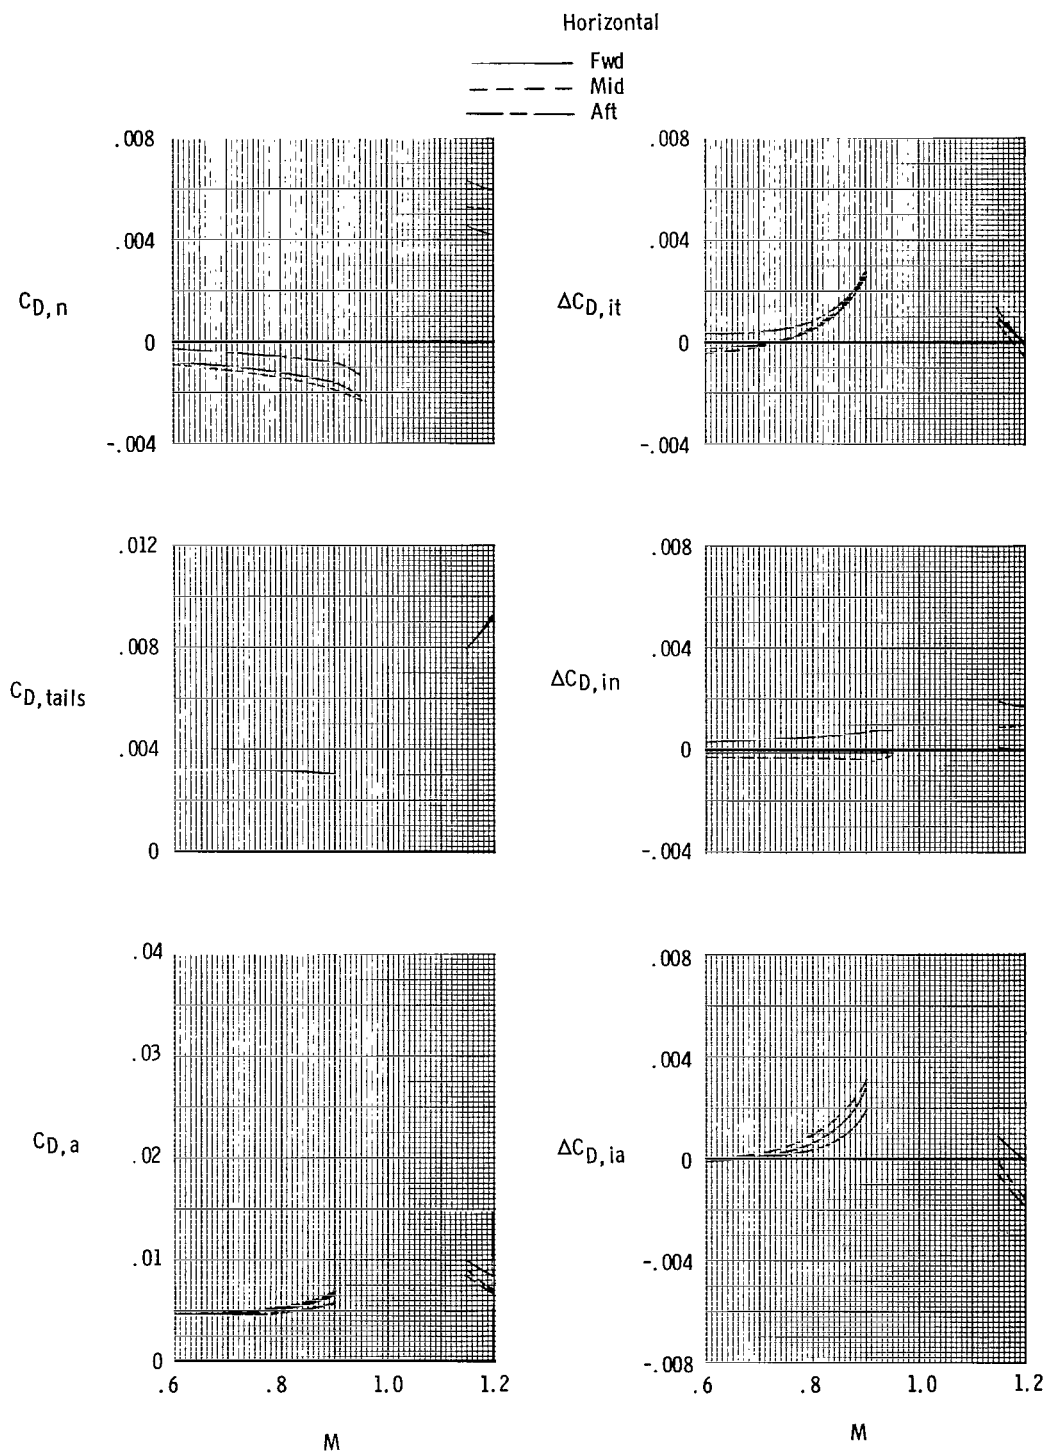 Horizontal
Fwd
Mid
Aft
.008
.004
0
-.004
C_D,n
.008
.004
0
-.004
ΔC_D,it
.012
.008
.004
0
C_D,tails
.008
.004
0
-.004
ΔC_D,in
.04
.03
.02
.01
0
C_D,a
.6 .8 1.0 1.2
M
.008
.004
0
-.004
-.008
ΔC_D,ia
.6 .8 1.0 1.2
M